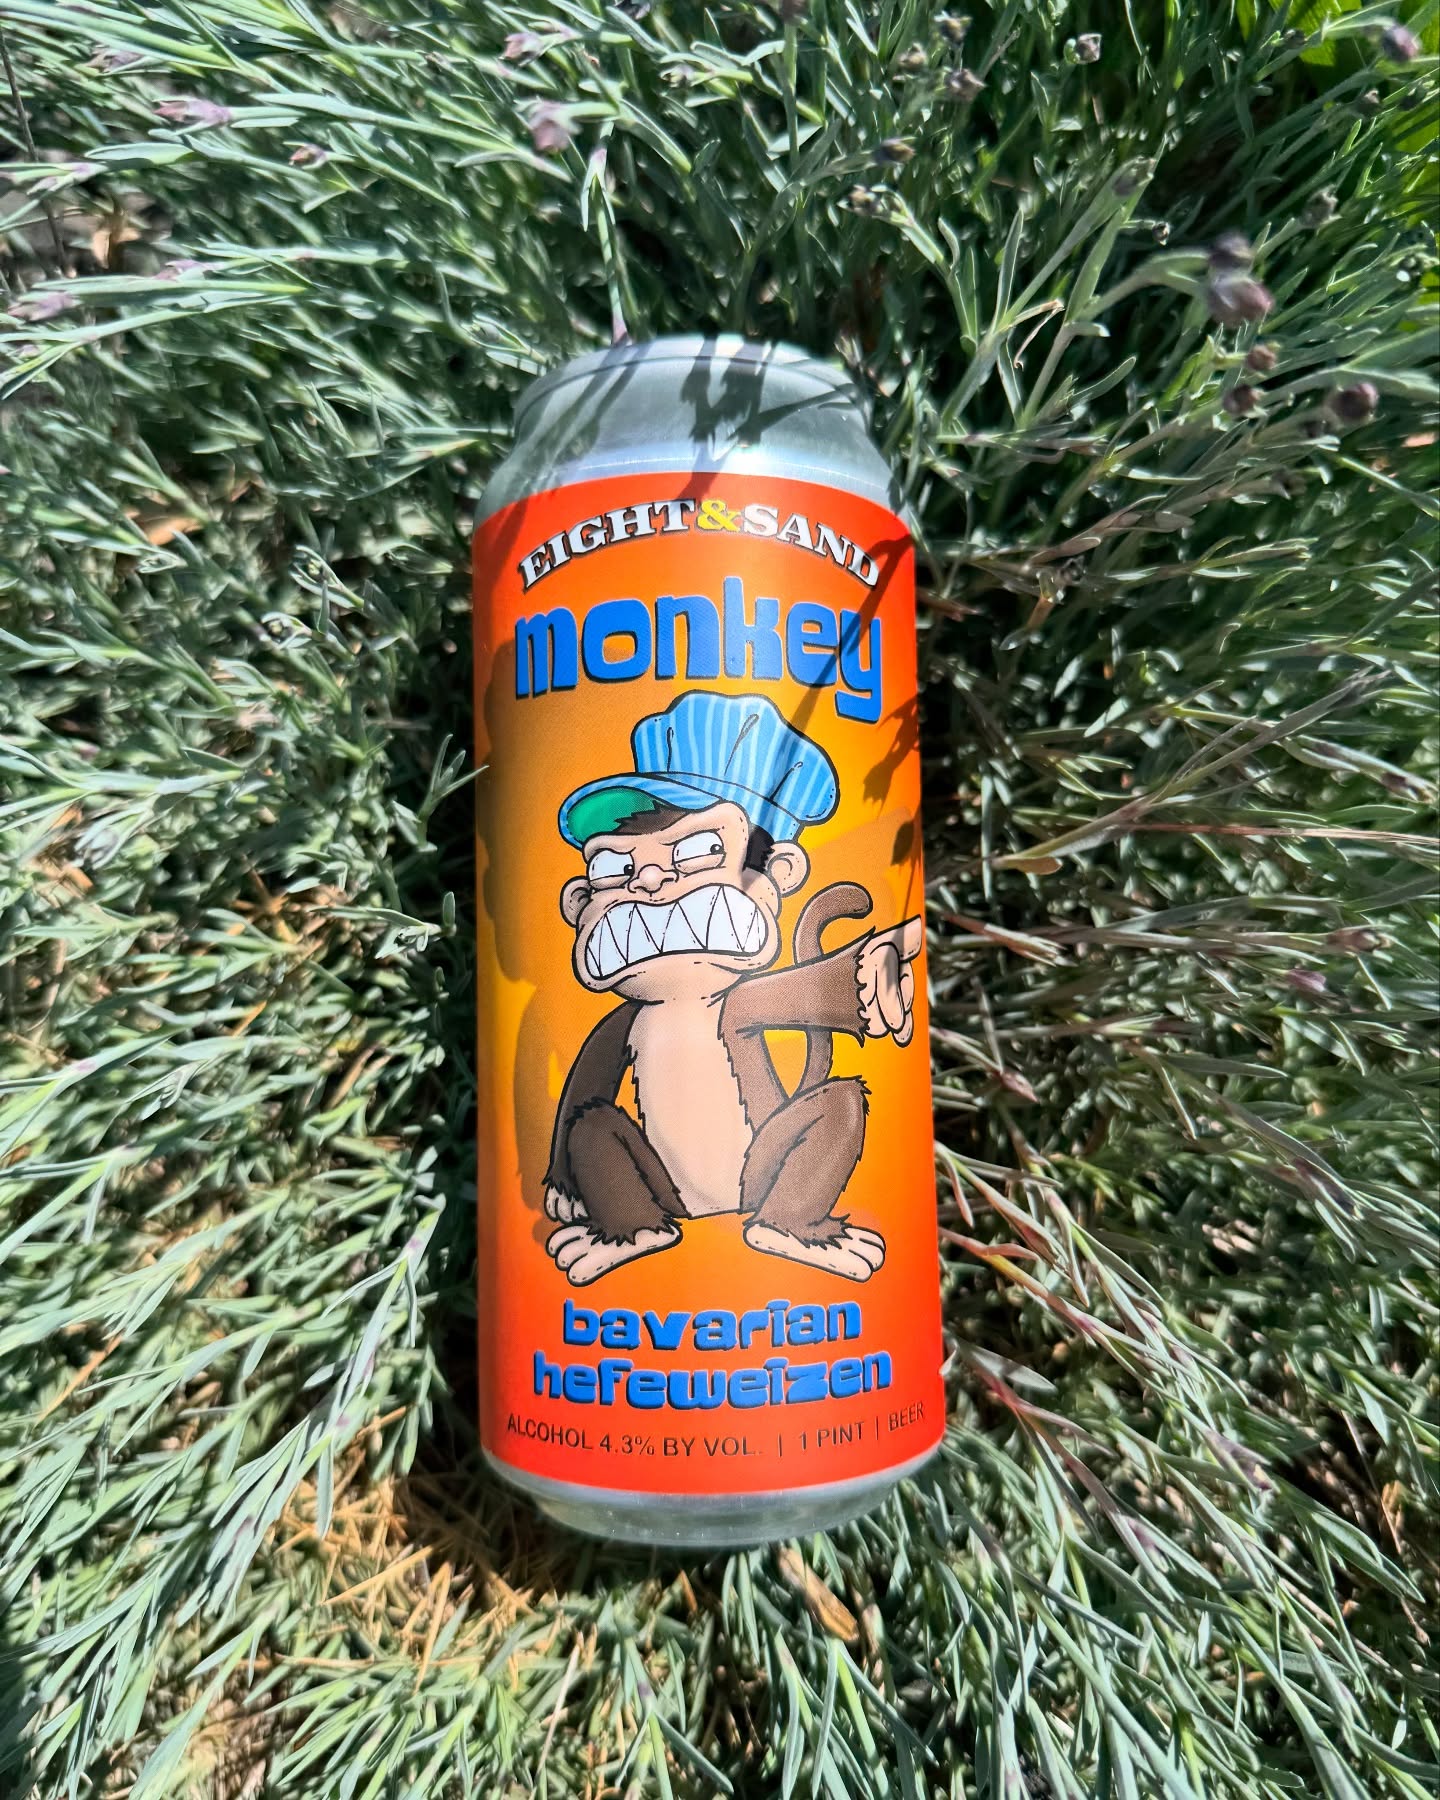 EIGHT&SAND
monkey
bavarian
hefeweizen
ALCOHOL 4.3% BY VOL. | 1 PINT | BEER